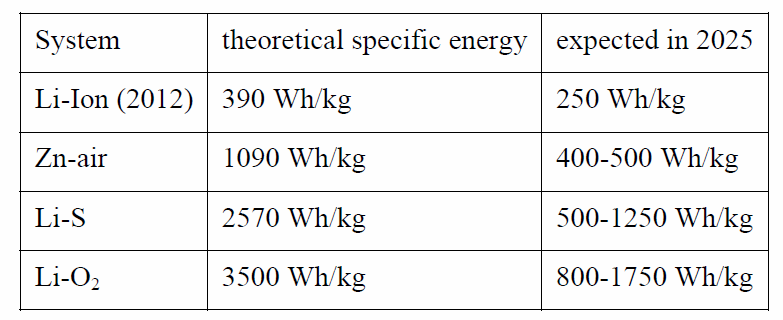 System theoretical specific energy expected in 2025
Li-Ion (2012) 390 Wh/kg 250 Wh/kg
Zn-air 1090 Wh/kg 400-500 Wh/kg
Li-S 2570 Wh/kg 500-1250 Wh/kg
Li-O₂ 3500 Wh/kg 800-1750 Wh/kg